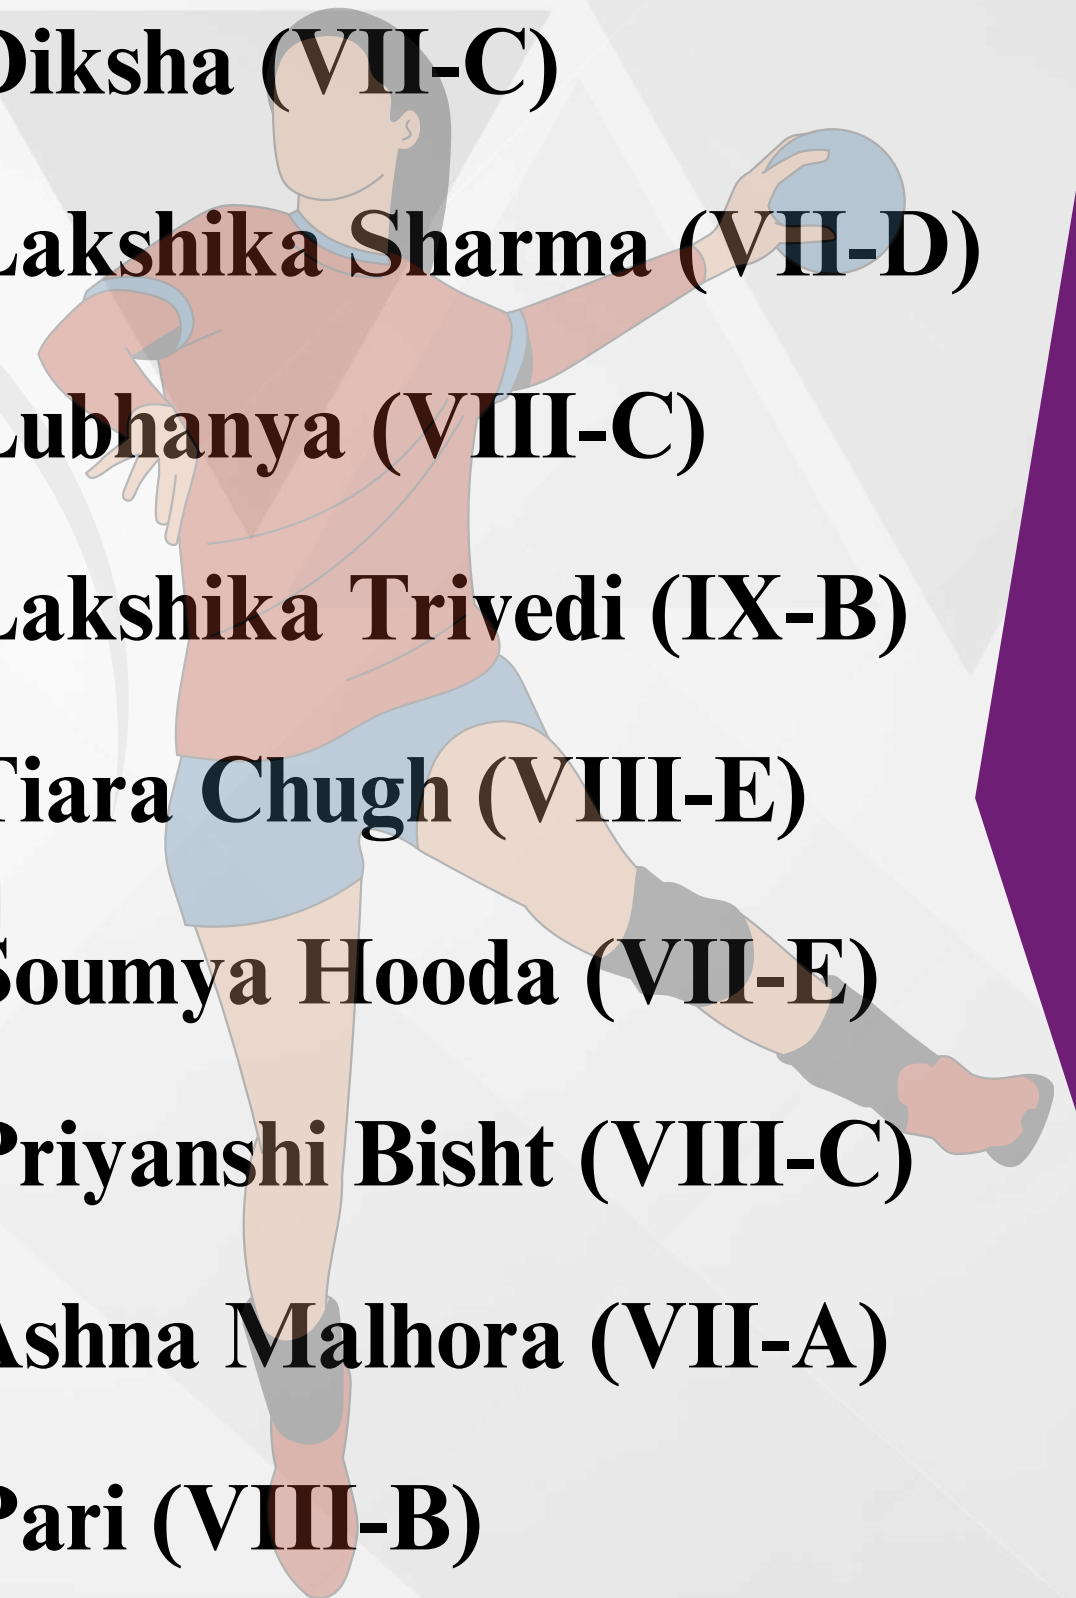 Diksha (VII-C)
Lakshika Sharma (VII-D)
Lubhanya (VIII-C)
Lakshika Trivedi (IX-B)
Tiara Chugh (VIII-E)
Soumya Hooda (VII-E)
Priyanshi Bisht (VIII-C)
Ashna Malhora (VII-A)
Pari (VIII-B)